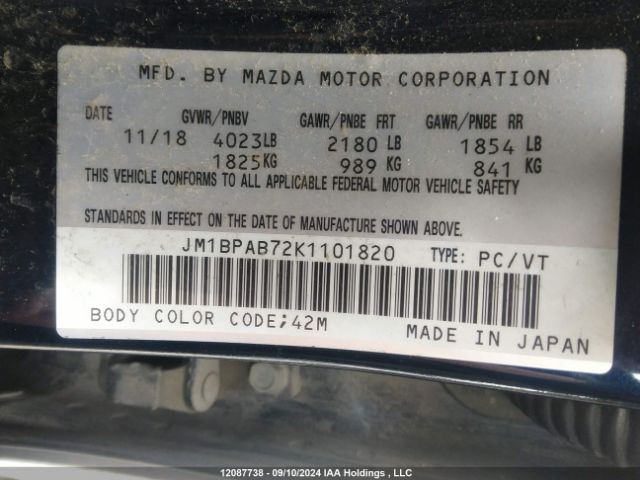 MFD. BY MAZDA MOTOR CORPORATION
DATE GVWR/PNBV GAWR/PNBE FRT GAWR/PNBE RR
11/18 4023LB 2180 LB 1854 LB
1825KG 989 KG 841 KG
THIS VEHICLE CONFORMS TO ALL APPLICABLE FEDERAL MOTOR VEHICLE SAFETY
STANDARDS IN EFFECT ON THE DATE OF MANUFACTURE SHOWN ABOVE.
JM1BPAB72K1101820 TYPE: PC/VT
BODY COLOR CODE;42M MADE IN JAPAN
12087738 - 09/10/2024 IAA Holdings , LLC